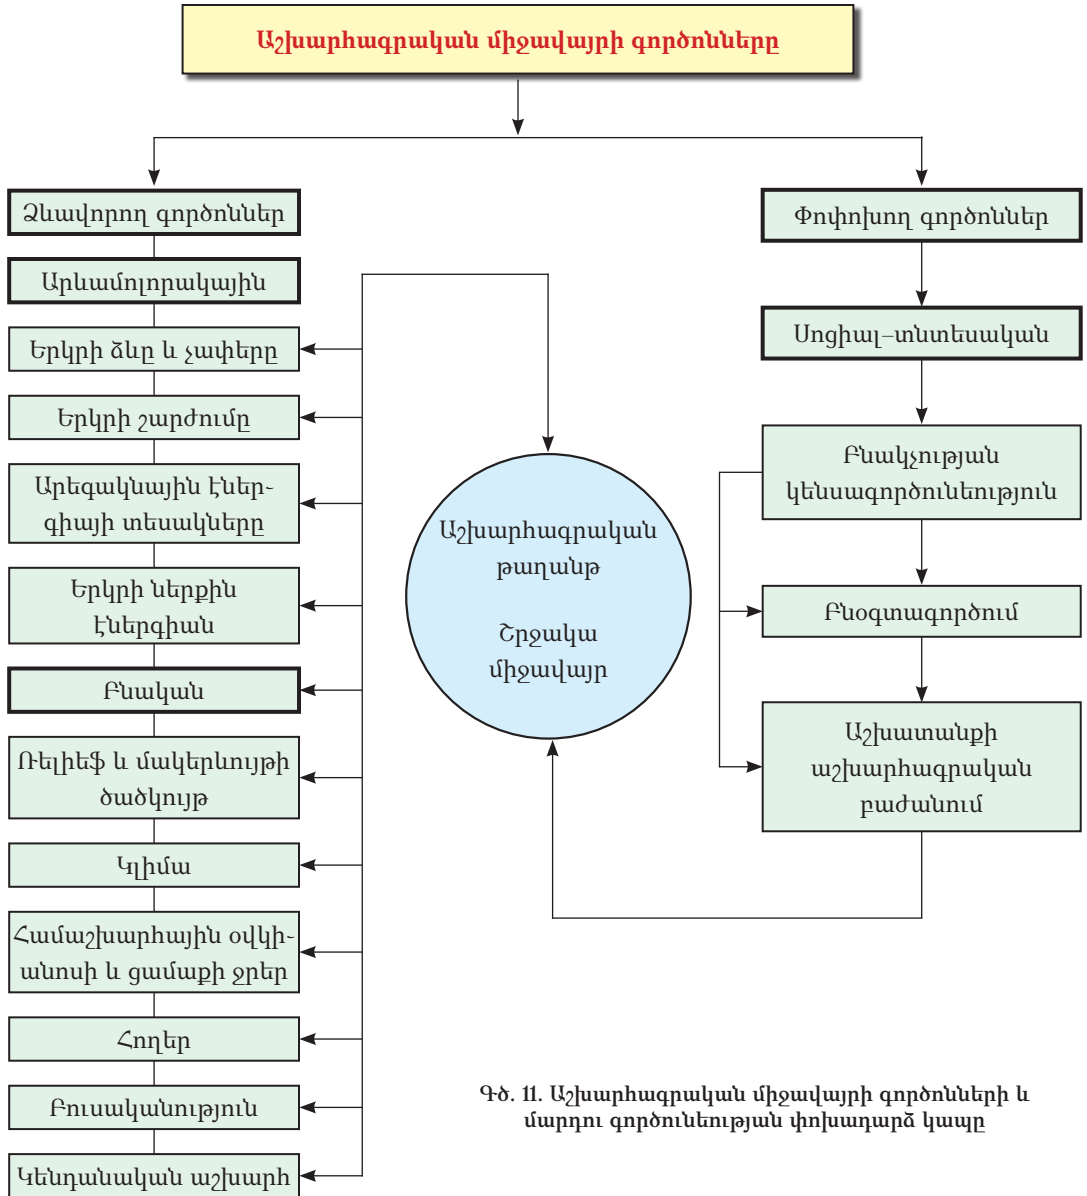 Աշխարհագրական միջավայրի գործոնները
Ձևավորող գործոններ
Արևամոլորակային
Երկրի ձևը և չափերը
Երկրի շարժումը
Արեգակնային էներ-
գիայի տեսակները
Երկրի ներքին
էներգիան
Բնական
Ռելիեֆ և մակերևույթի
ծածկույթ
Կլիմա
Համաշխարհային օվկի-
անոսի և ցամաքի ջրեր
Հողեր
Բուսականություն
Կենդանական աշխարհ
Աշխարհագրական
թաղանթ
Շրջակա
միջավայր
Փոփոխող գործոններ
Սոցիալ–տնտեսական
Բնակչության
կենսագործունեություն
Բնօգտագործում
Աշխատանքի
աշխարհագրական
բաժանում
Գծ. 11. Աշխարհագրական միջավայրի գործոնների և
մարդու գործունեության փոխադարձ կապը